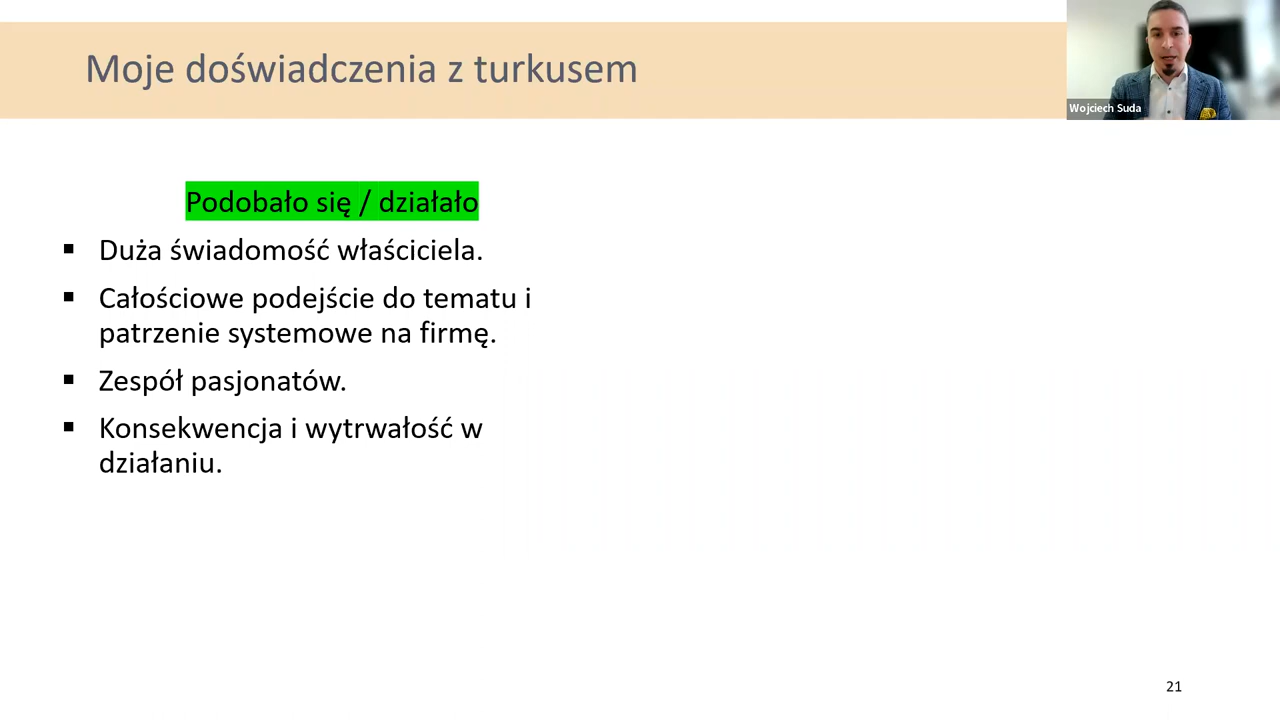 Moje doświadczenia z turkusem
Wojciech Suda
Podobało się / działało
▪ Duża świadomość właściciela.
▪ Całościowe podejście do tematu i
patrzenie systemowe na firmę.
▪ Zespół pasjonatów.
▪ Konsekwencja i wytrwałość w
działaniu.
21